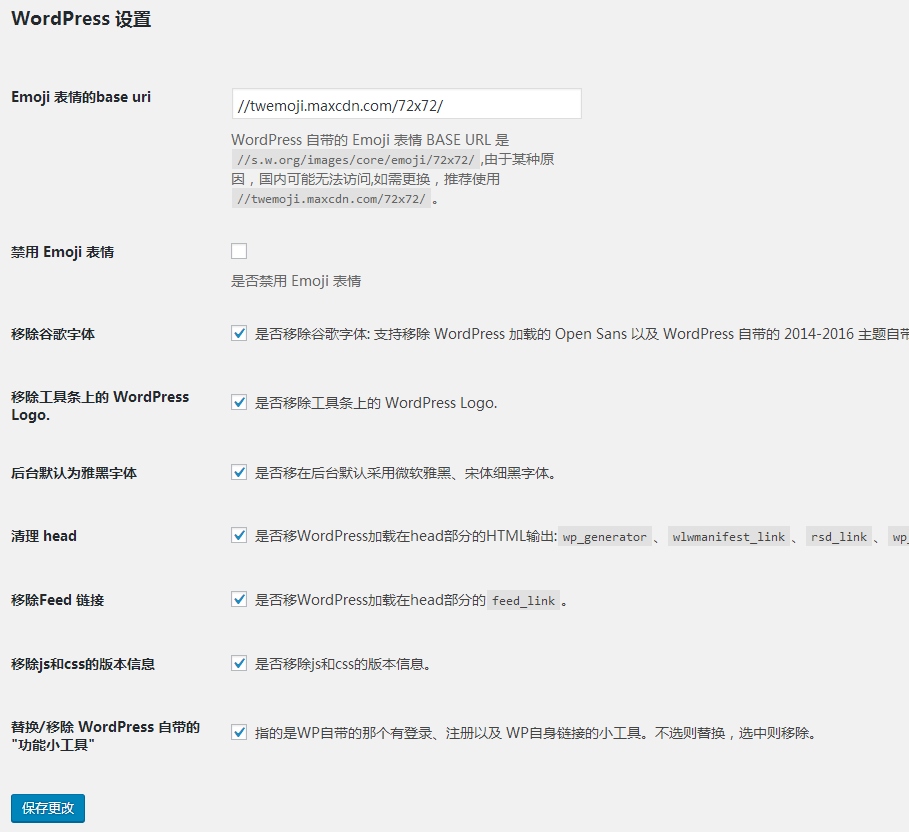 WordPress 设置
Emoji 表情的base uri
//twemoji.maxcdn.com/72x72/
WordPress 自带的 Emoji 表情 BASE URL 是
//s.w.org/images/core/emoji/72x72/ ,由于某种原
因，国内可能无法访问,如需更换，推荐使用
//twemoji.maxcdn.com/72x72/ 。
禁用 Emoji 表情
是否禁用 Emoji 表情
移除谷歌字体
是否移除谷歌字体: 支持移除 WordPress 加载的 Open Sans 以及 WordPress 自带的 2014-2016 主题自带
移除工具条上的 WordPress
Logo.
是否移除工具条上的 WordPress Logo.
后台默认为雅黑字体
是否移在后台默认采用微软雅黑、宋体细黑字体。
清理 head
是否移WordPress加载在head部分的HTML输出: wp_generator 、 wlwmanifest_link 、 rsd_link 、 wp_
移除Feed 链接
是否移WordPress加载在head部分的 feed_link 。
移除js和css的版本信息
是否移除js和css的版本信息。
替换/移除 WordPress 自带的
"功能小工具"
指的是WP自带的那个有登录、注册以及 WP自身链接的小工具。不选则替换，选中则移除。
保存更改